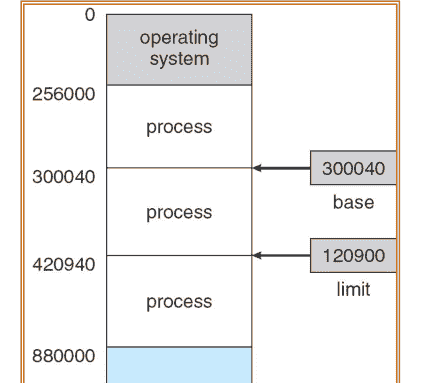 0
operating
system
256000
process
300040
300040
base
process
420940
120900
limit
process
880000